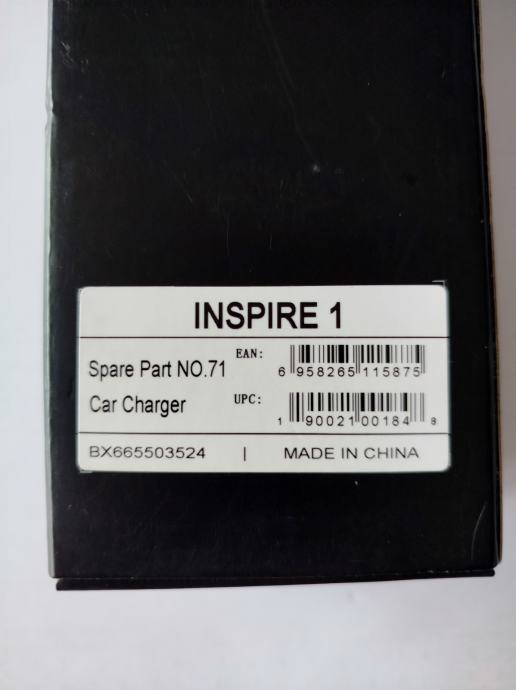 INSPIRE 1
Spare Part NO.71
EAN:
6 958265 115875
Car Charger
UPC:
1 90021 00184 8
BX665503524 | MADE IN CHINA